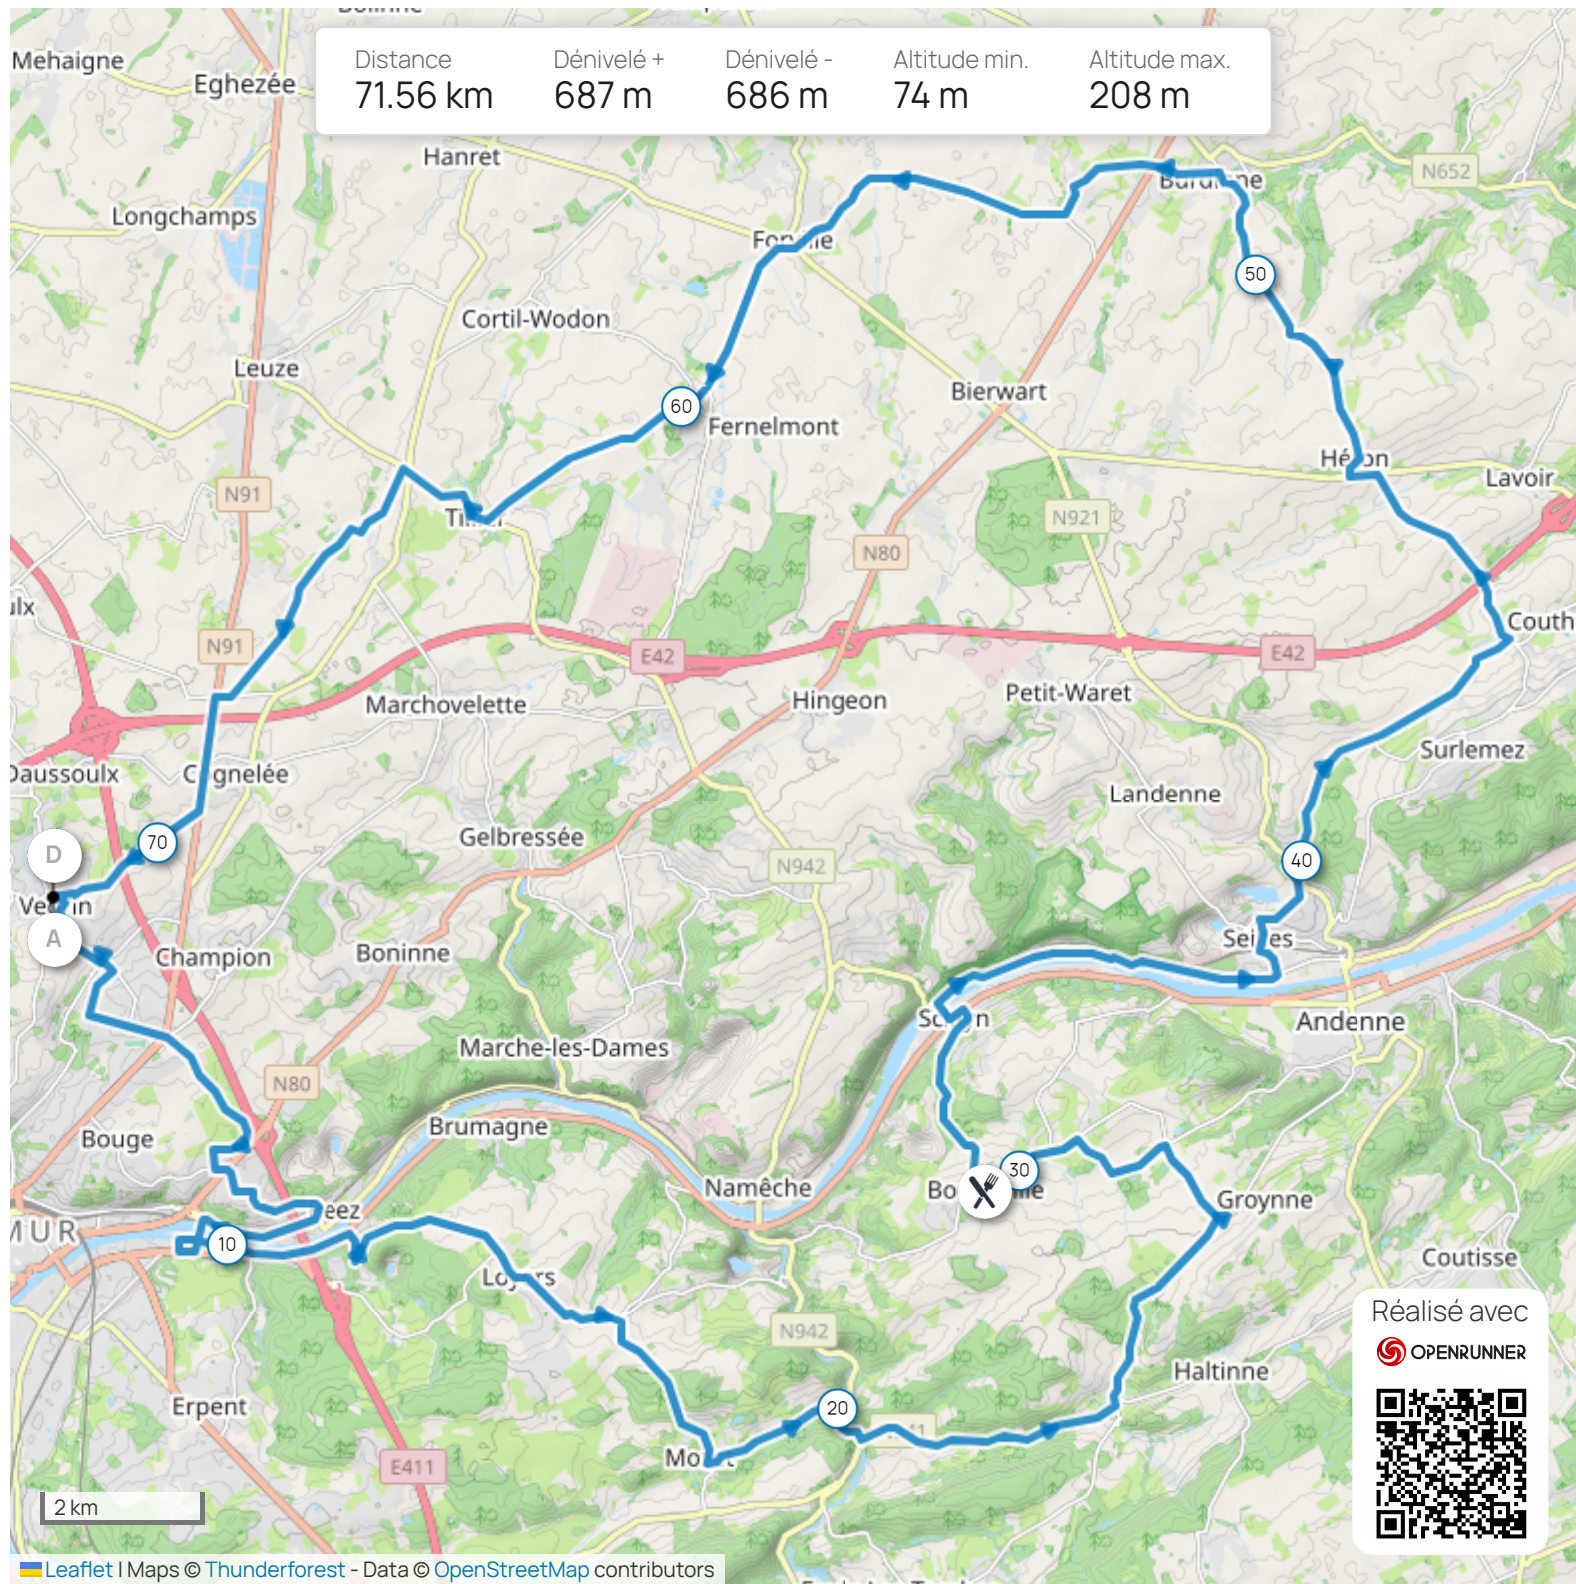 Mehaigne
Eghezée
Distance
Dénivelé +
Dénivelé -
Altitude min.
Altitude max.
71.56 km
687 m
686 m
74 m
208 m
Hanret
N652
Longchamps
50
Cortil-Wodon
Leuze
Bierwart
60
Fernelmont
Lavoir
N91
N921
N80
Couth
N91
E42
E42
Marchovelette
Hingeon
Petit-Waret
Surlemez
Daussoulx
Landenne
Gelbressée
70
D
N942
40
A
Champion
Boninne
Andenne
Marche-les-Dames
N80
Brumagne
Bouge
30
Namêche
Groynne
MUR
10
Coutisse
N942
Réalisé avec
OPENRUNNER
Haltinne
Erpent
20
E411
2 km
Leaflet | Maps © Thunderforest - Data © OpenStreetMap contributors